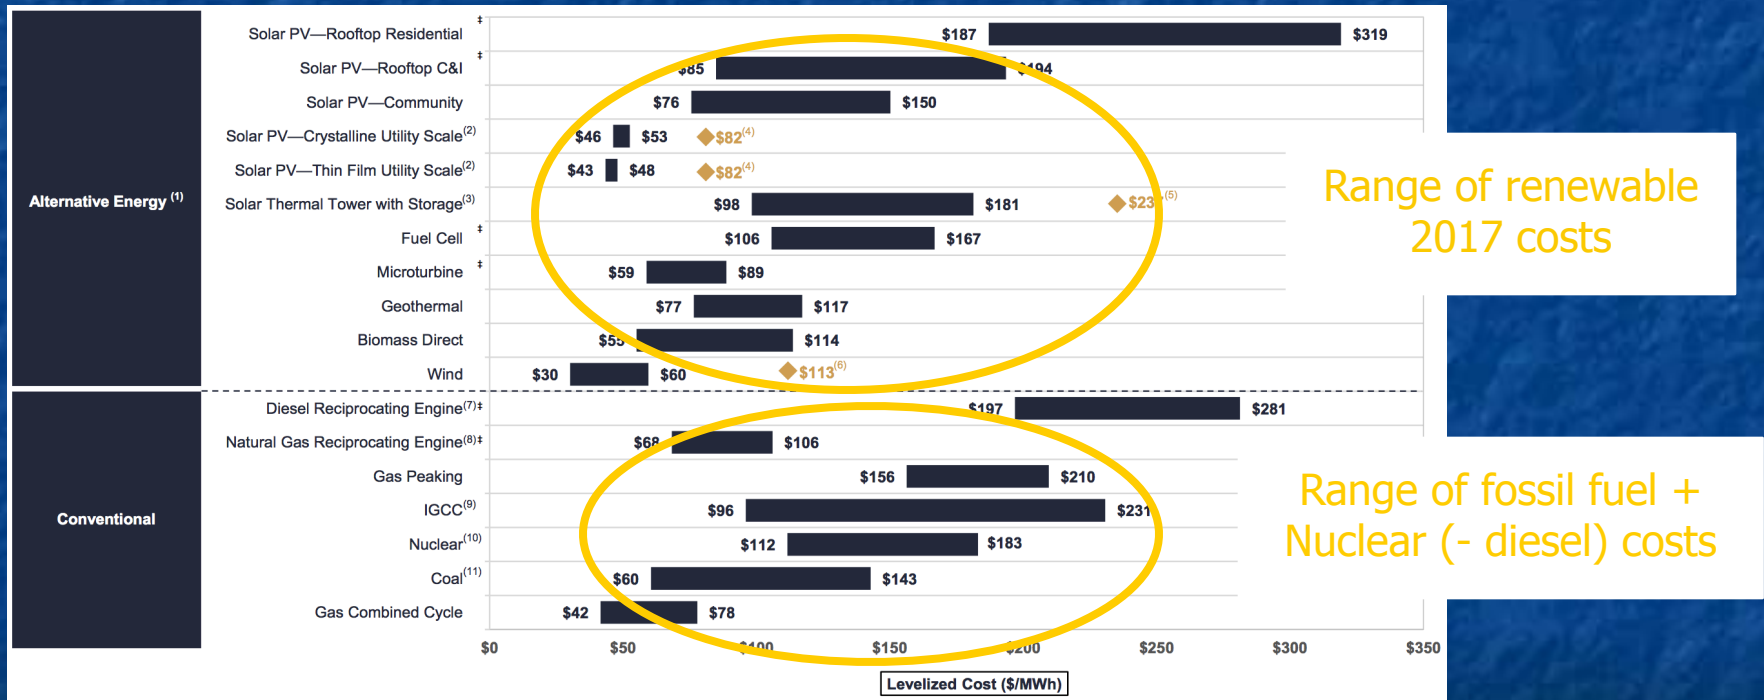 ‡
Solar PV—Rooftop Residential $187 $319
‡
Solar PV—Rooftop C&I $85 $194
Solar PV—Community $76 $150
Solar PV—Crystalline Utility Scale(2) $46 $53 $82(4)
Solar PV—Thin Film Utility Scale(2) $43 $48 $82(4)
Alternative Energy (1)
Solar Thermal Tower with Storage(3) $98 $181 (5)
Fuel Cell ‡ $106 $167
Microturbine ‡ $59 $89
Geothermal $77 $117
Biomass Direct $55 $114
Wind $30 $60 $113(6)
Range of renewable
2017 costs
Diesel Reciprocating Engine(7)‡ $197 $281
Natural Gas Reciprocating Engine(8)‡ $68 $106
Gas Peaking $156 $210
IGCC(9) $96 $231
Conventional
Nuclear(10) $112 $183
Coal(11) $60 $143
Gas Combined Cycle $42 $78
Range of fossil fuel +
Nuclear (- diesel) costs
$0 $50 $100 $150 $200 $250 $300 $350
Levelized Cost ($/MWh)